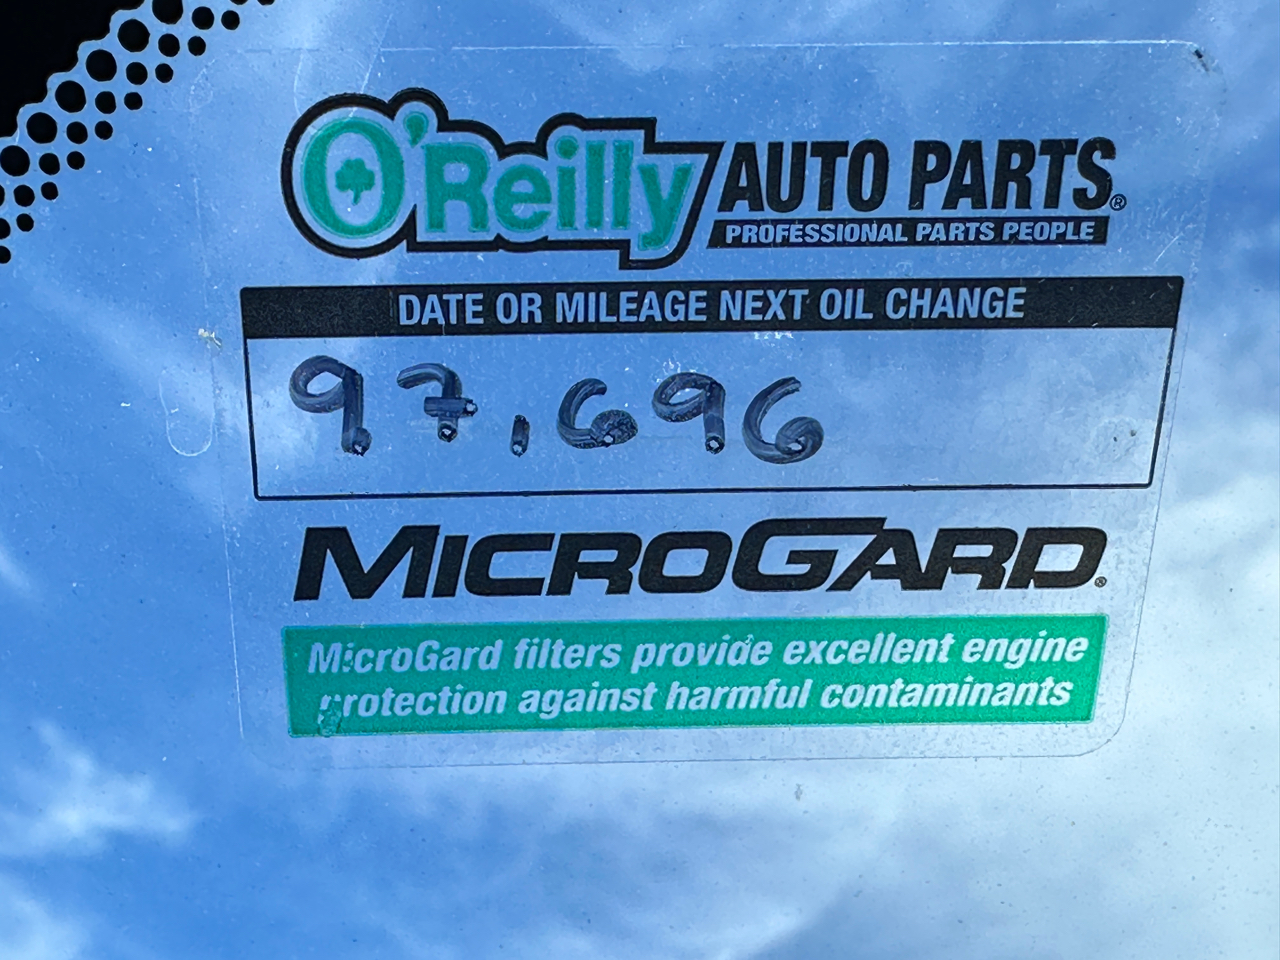 O'Reilly AUTO PARTS®
PROFESSIONAL PARTS PEOPLE
DATE OR MILEAGE NEXT OIL CHANGE
97,696
MICROGARD®
MicroGard filters provide excellent engine
protection against harmful contaminants